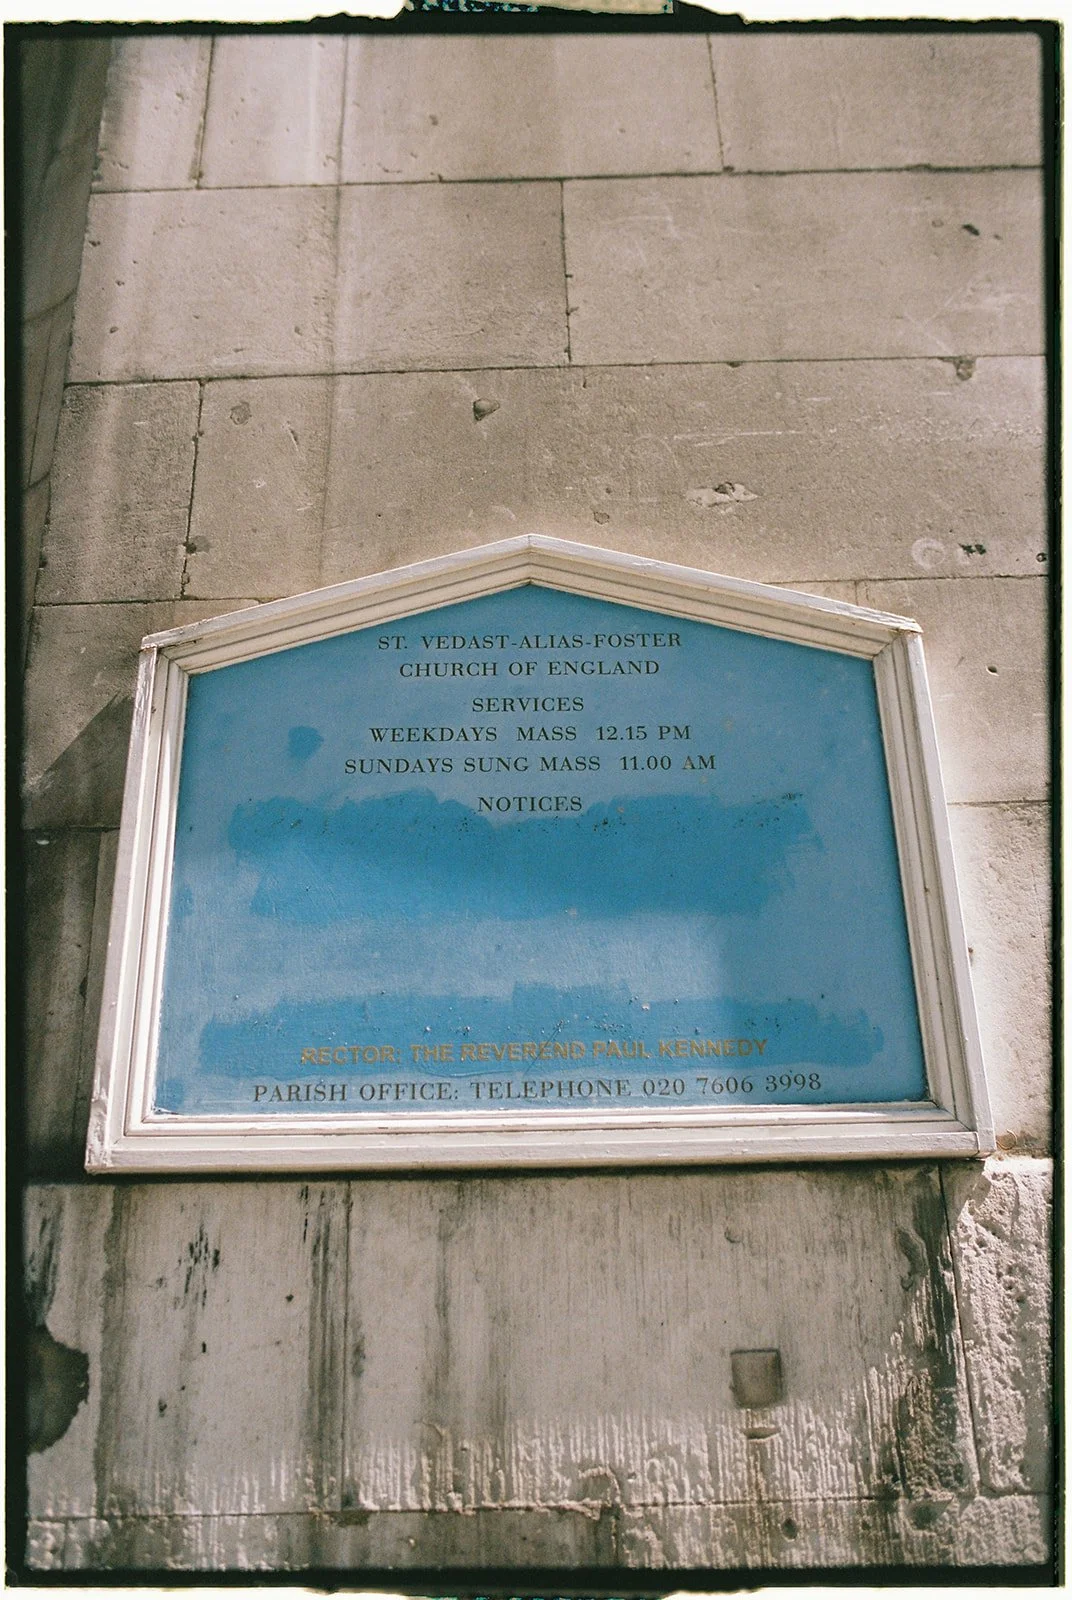 ST. VEDAST-ALIAS-FOSTER
CHURCH OF ENGLAND
SERVICES
WEEKDAYS MASS 12.15 PM
SUNDAYS SUNG MASS 11.00 AM
NOTICES
RECTOR: THE REVEREND PAUL KENNEDY
PARISH OFFICE: TELEPHONE 020 7606 3998